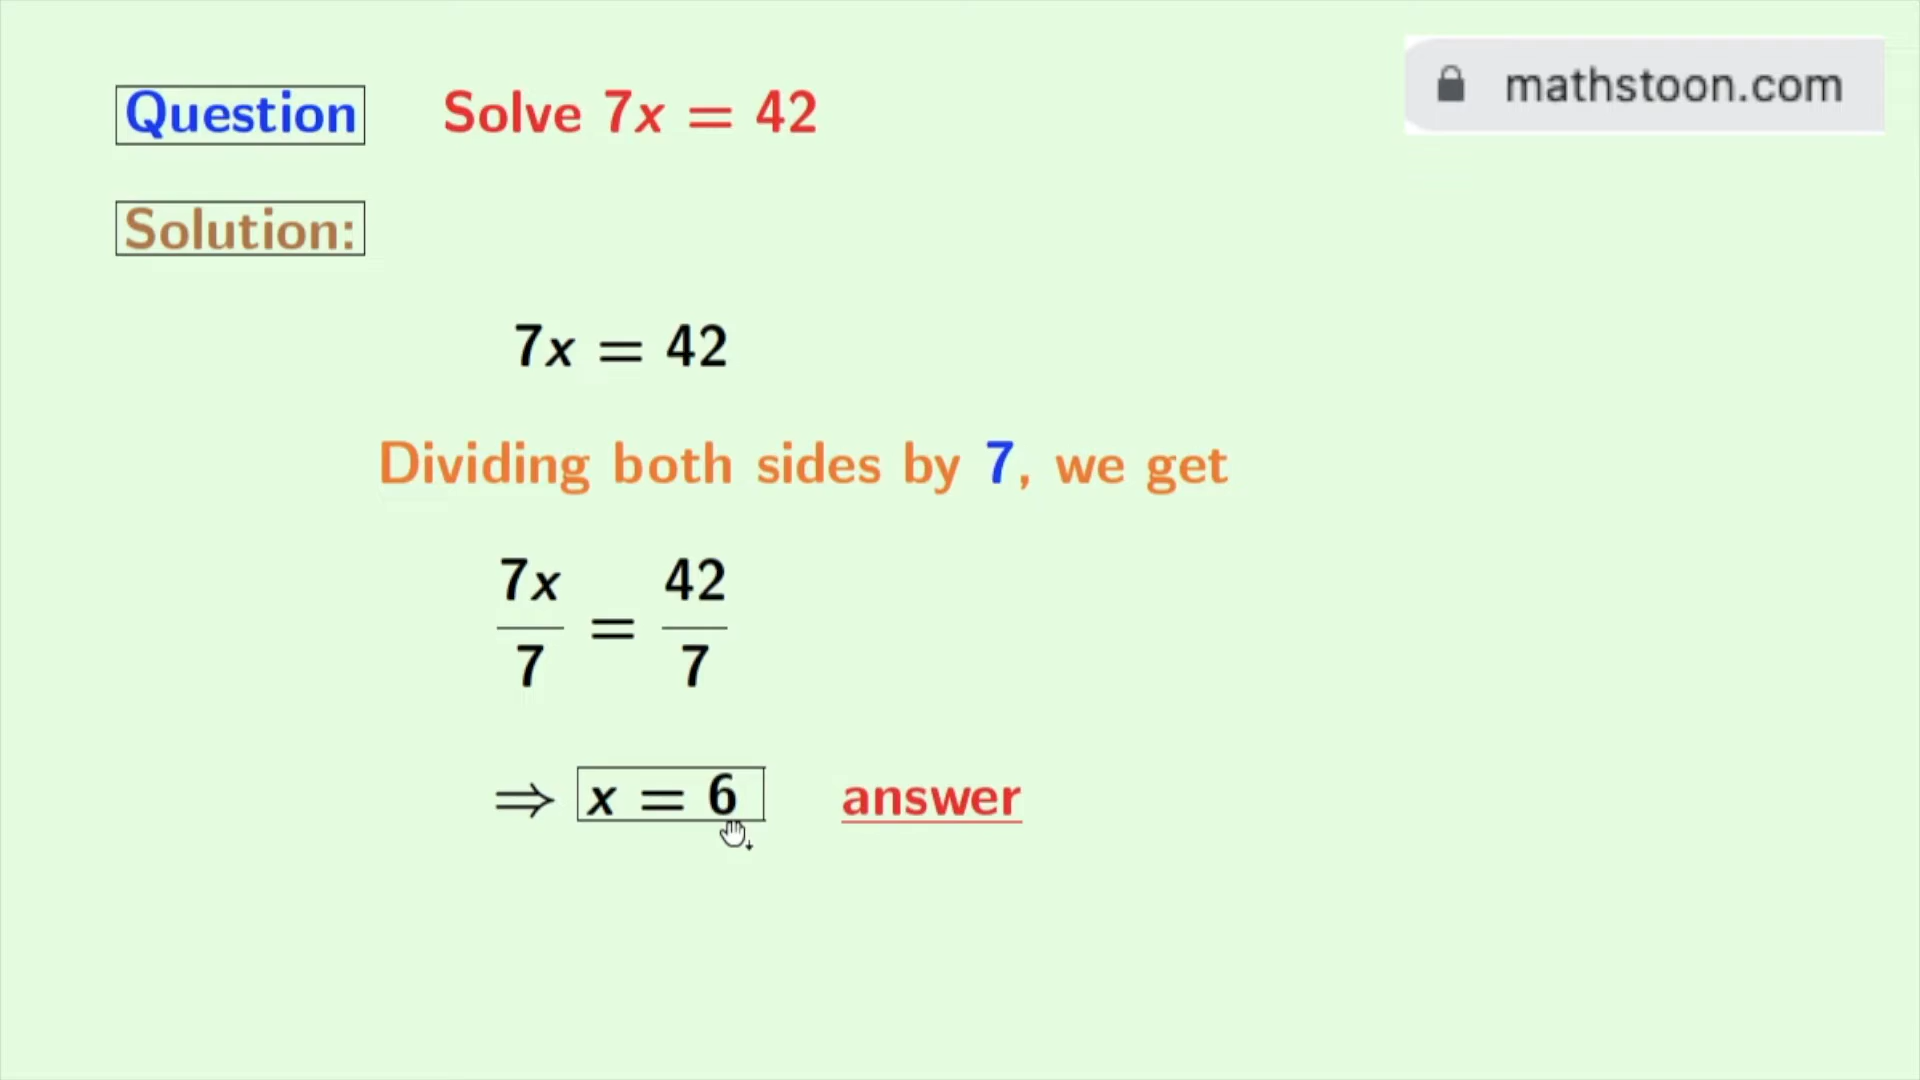 Question Solve 7x = 42
mathstoon.com
Solution:
7x = 42
Dividing both sides by 7, we get
7x/7 = 42/7
⇒ x = 6 answer